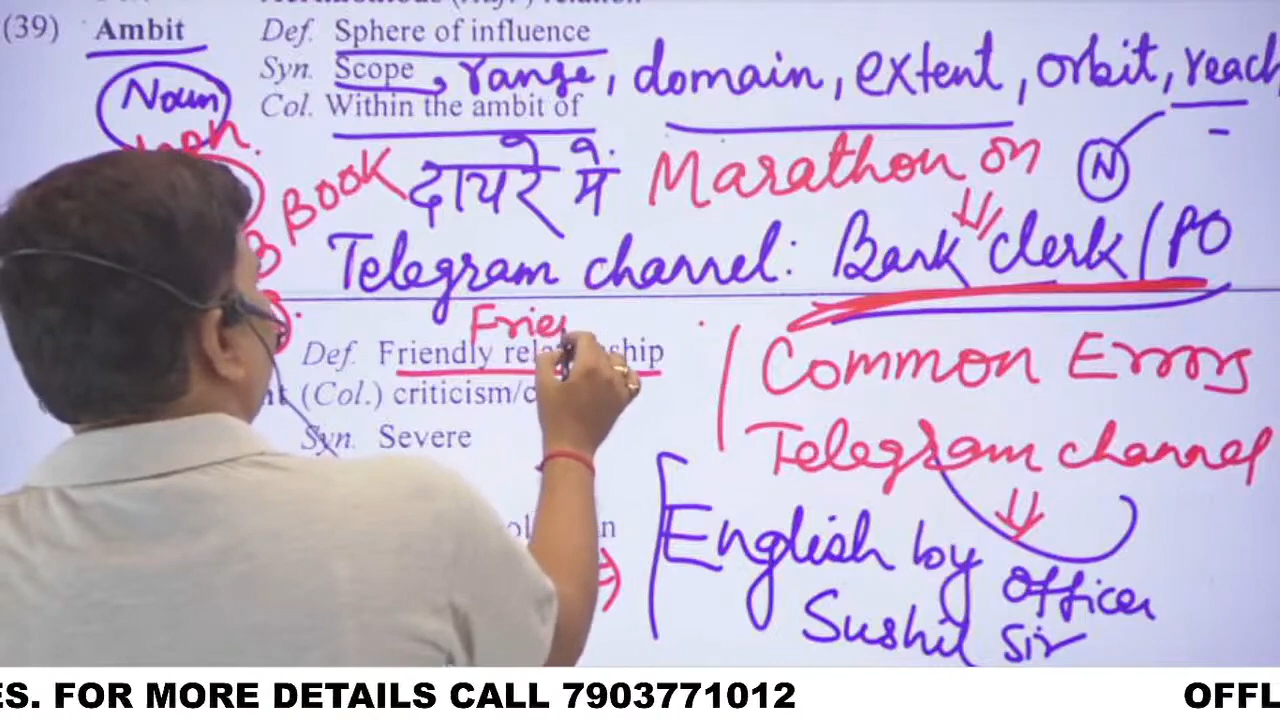 (39) Ambit Def. Sphere of influence
Syn. Scope, range, domain, extent, orbit, reach
Noun Col. Within the ambit of
BOOK दायरे में Marathon on N
Telegram channel: Bank clerk / PO
Frie
Def. Friendly relationship
(Col.) criticism/c
Syn. Severe
Common Errors
Telegram channel
English by
Officer
Sushil Sir
ES. FOR MORE DETAILS CALL 7903771012 OFFL